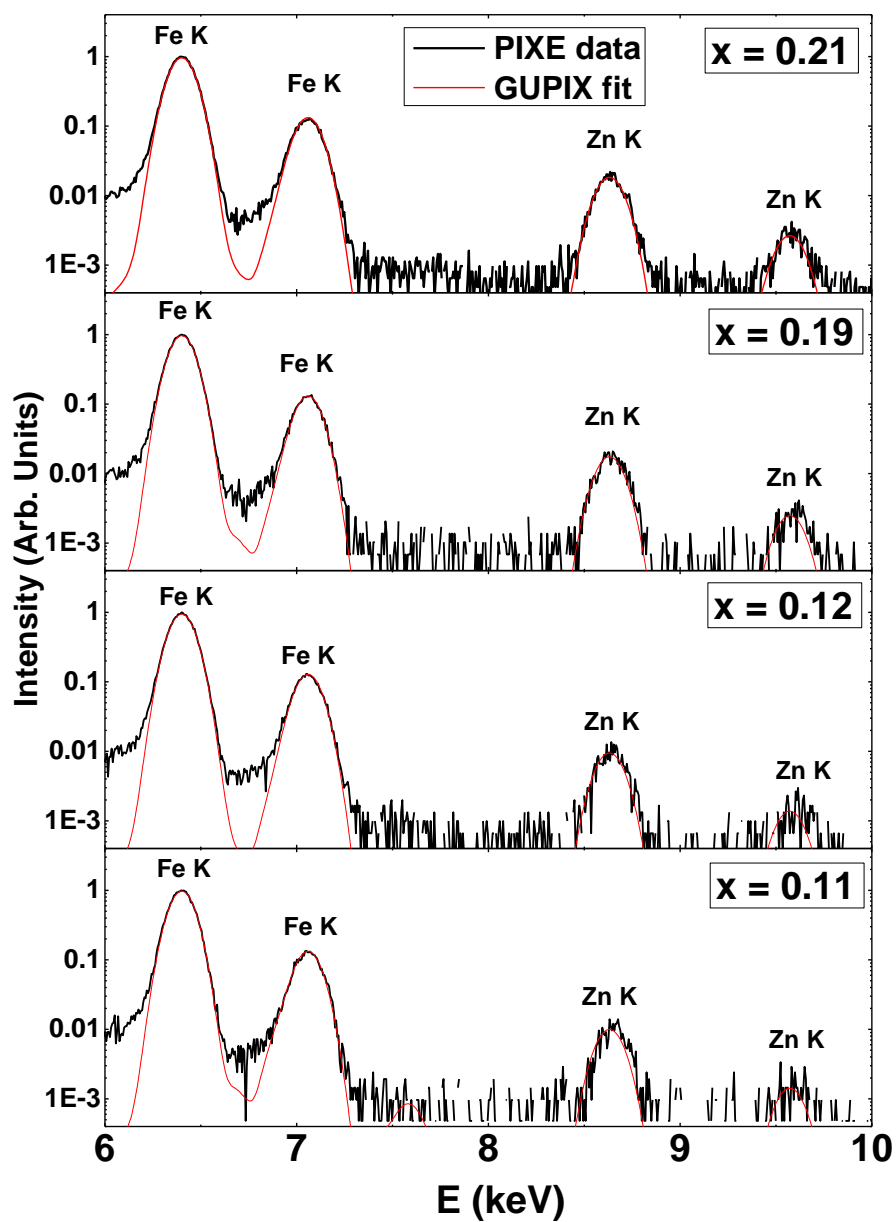 Fe K
Fe K
PIXE data
GUPIX fit
x = 0.21
Zn K
Zn K
1
0.1
0.01
1E-3
Fe K
Fe K
x = 0.19
Zn K
Zn K
1
0.1
0.01
1E-3
Fe K
Fe K
x = 0.12
Zn K
Zn K
1
0.1
0.01
1E-3
Fe K
Fe K
x = 0.11
Zn K
Zn K
1
0.1
0.01
1E-3
Intensity (Arb. Units)
6 7 8 9 10
E (keV)